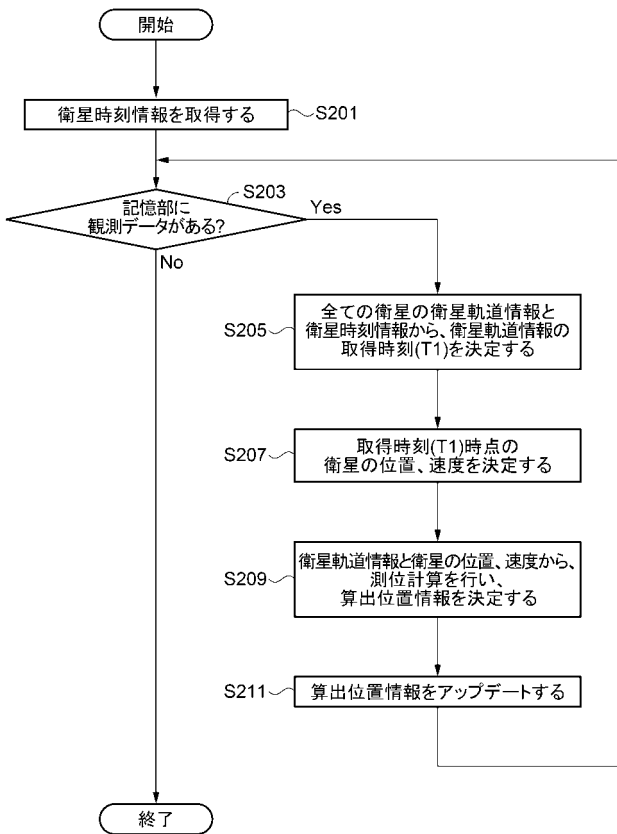 開始
衛星時刻情報を取得する
S201
S203
記憶部に
観測データがある?
Yes
No
S205
全ての衛星の衛星軌道情報と
衛星時刻情報から、衛星軌道情報の
取得時刻(T1)を決定する
S207
取得時刻(T1)時点の
衛星の位置、速度を決定する
S209
衛星軌道情報と衛星の位置、速度から、
測位計算を行い、
算出位置情報を決定する
S211
算出位置情報をアップデートする
終了